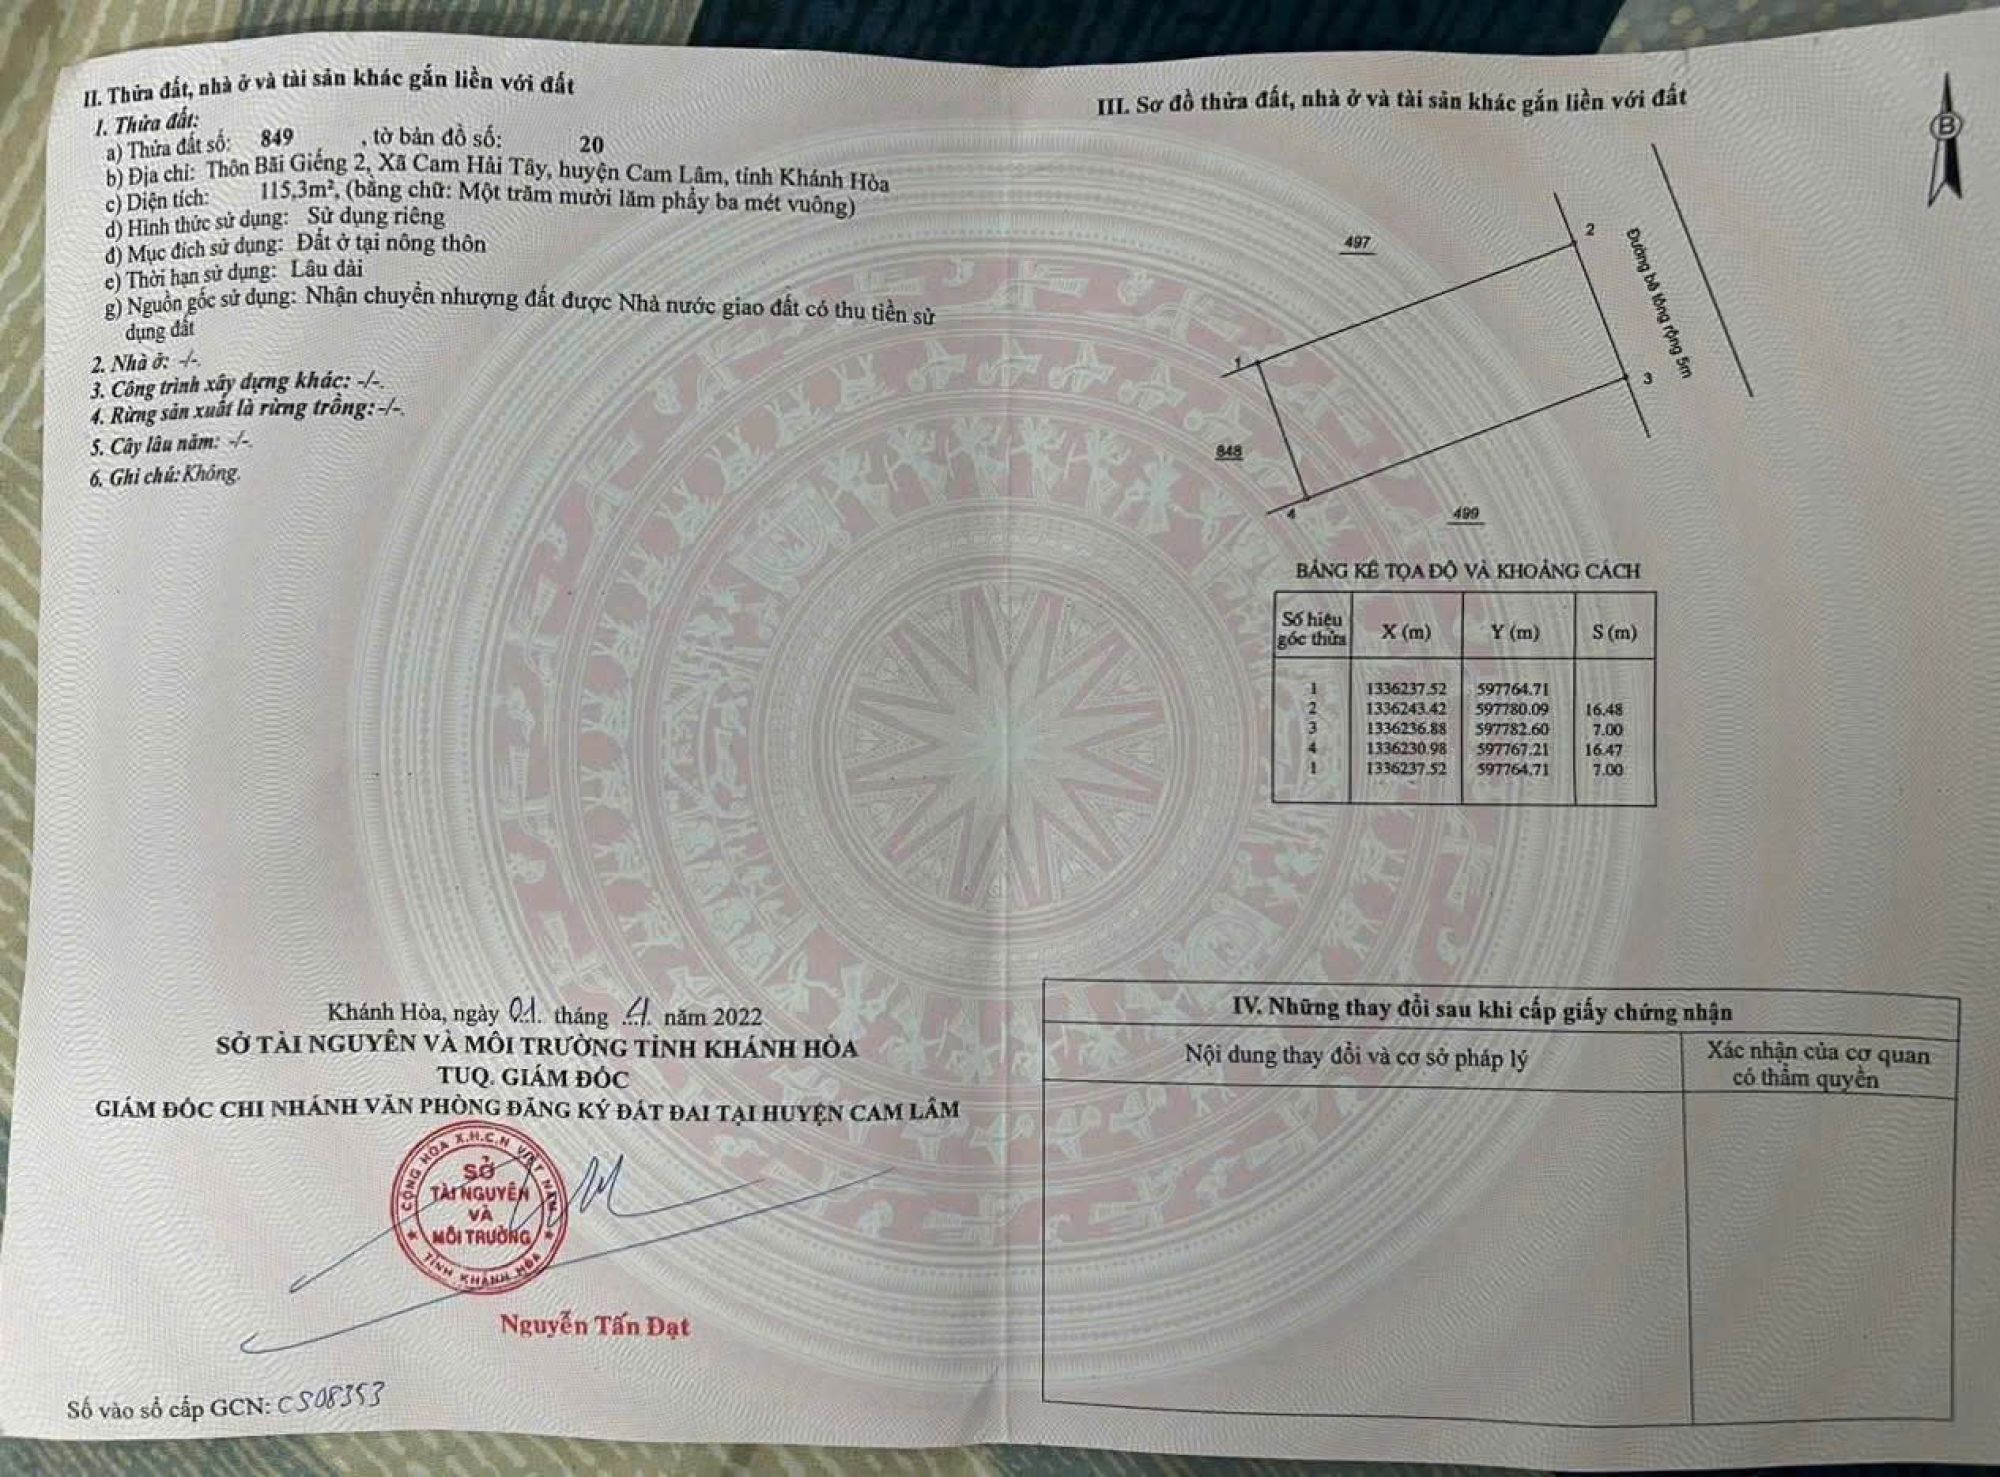 II. Thửa đất, nhà ở và tài sản khác gắn liền với đất
1. Thửa đất:
a) Thửa đất số: 849 , tờ bản đồ số: 20
b) Địa chỉ: Thôn Bãi Giếng 2, Xã Cam Hải Tây, huyện Cam Lâm, tỉnh Khánh Hòa
c) Diện tích: 115,3m², (bằng chữ: Một trăm mười lăm phẩy ba mét vuông)
d) Hình thức sử dụng: Sử dụng riêng
đ) Mục đích sử dụng: Đất ở tại nông thôn
e) Thời hạn sử dụng: Lâu dài
g) Nguồn gốc sử dụng: Nhận chuyển nhượng đất được Nhà nước giao đất có thu tiền sử
dụng đất
2. Nhà ở: -/-.
3. Công trình xây dựng khác: -/-.
4. Rừng sản xuất là rừng trồng: -/-.
5. Cây lâu năm: -/-.
6. Ghi chú: Không.
Khánh Hòa, ngày 01. tháng 4. năm 2022
SỞ TÀI NGUYÊN VÀ MÔI TRƯỜNG TỈNH KHÁNH HÒA
TUQ. GIÁM ĐỐC
GIÁM ĐỐC CHI NHÁNH VĂN PHÒNG ĐĂNG KÝ ĐẤT ĐAI TẠI HUYỆN CAM LÂM
CỘNG HÒA X.H.C.N VIỆT NAM
SỞ
TÀI NGUYÊN
VÀ
MÔI TRƯỜNG
TỈNH KHÁNH HÒA
Nguyễn Tấn Đạt
Số vào sổ cấp GCN: CS08353
III. Sơ đồ thửa đất, nhà ở và tài sản khác gắn liền với đất
B
497
2
Đường bê tông rộng 5m
1
3
848
4
499
BẢNG KÊ TỌA ĐỘ VÀ KHOẢNG CÁCH
Số hiệu góc thửa X (m) Y (m) S (m)
1 1336237.52 597764.71
2 1336243.42 597780.09 16.48
3 1336236.88 597782.60 7.00
4 1336230.98 597767.21 16.47
1 1336237.52 597764.71 7.00
IV. Những thay đổi sau khi cấp giấy chứng nhận
Nội dung thay đổi và cơ sở pháp lý
Xác nhận của cơ quan
có thẩm quyền